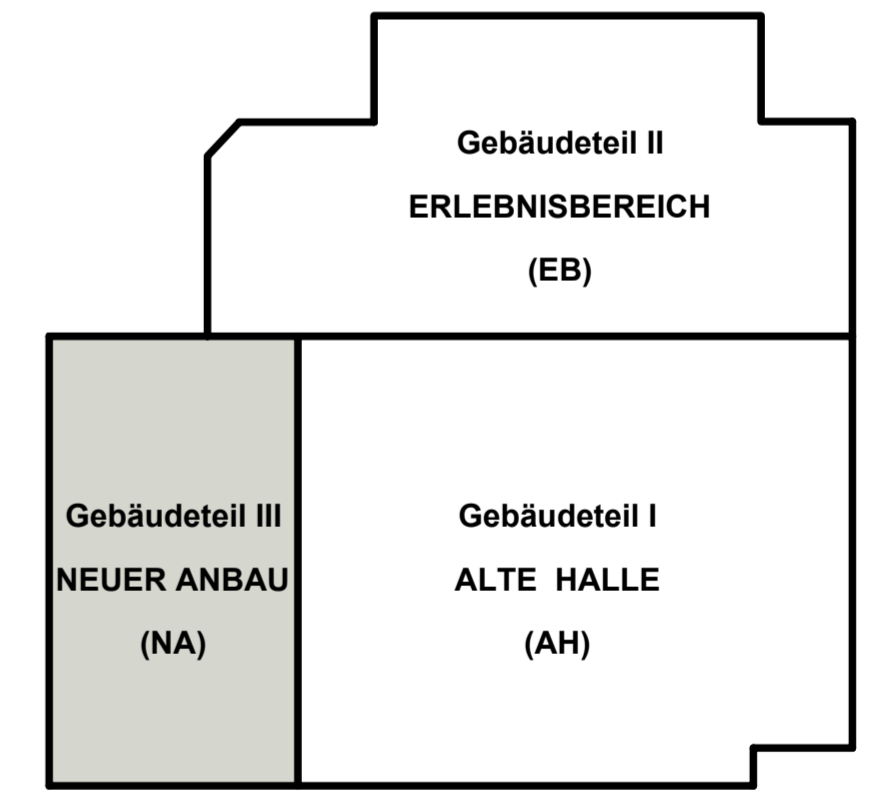 Gebäudeteil II
ERLEBNISBEREICH
(EB)
Gebäudeteil III
NEUER ANBAU
(NA)
Gebäudeteil I
ALTE HALLE
(AH)